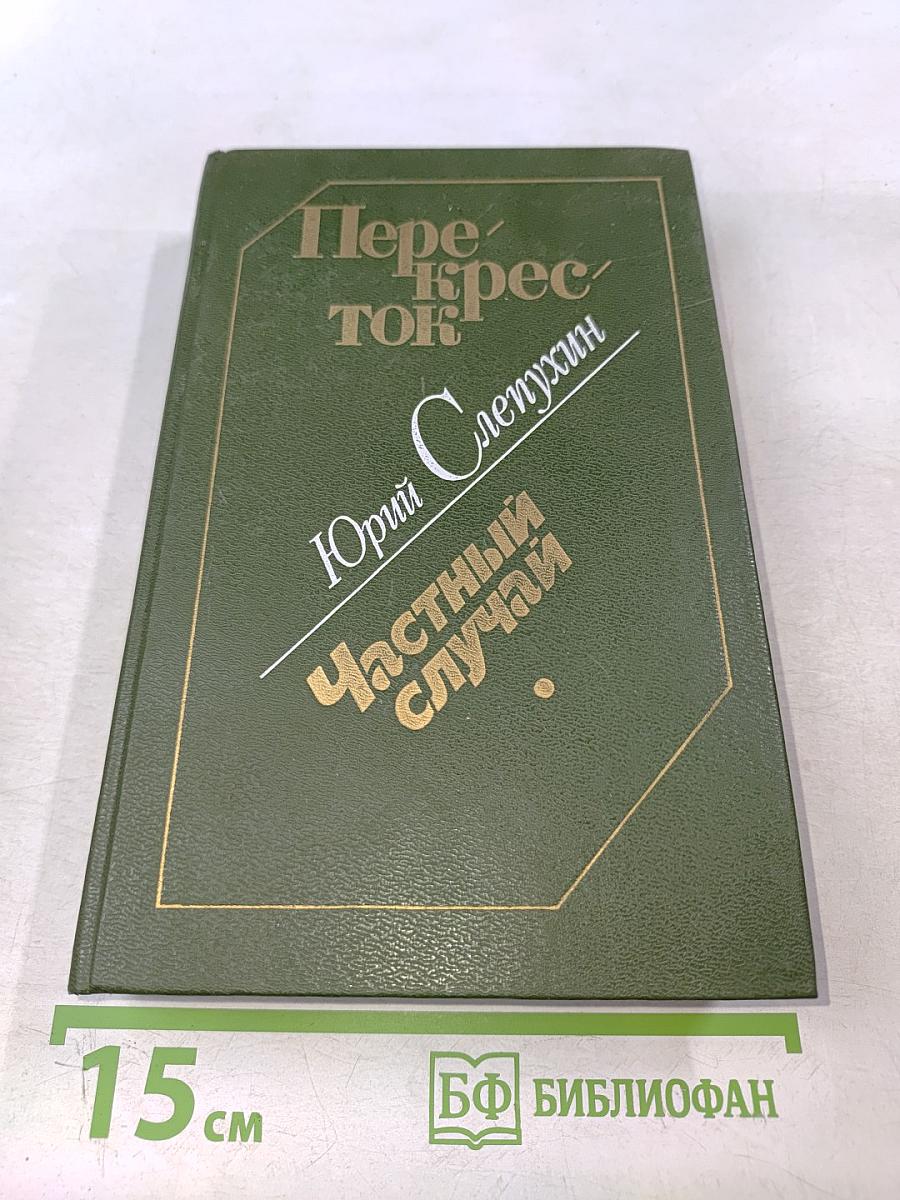 Пере-
крес-
ток
Юрий Слепухин
Частный
случай
15 см
БФ БИБЛИОФАН